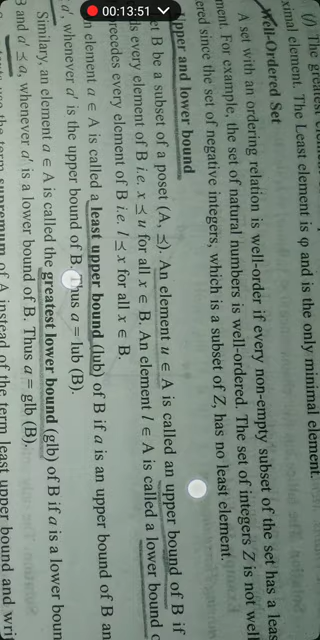 00:13:51
(f) The greatest element
ximal element. The Least element is φ and is the only minimal element.
Well-Ordered Set
A set with an ordering relation is well-order if every non-empty subset of the set has a leas
ment. For example, the set of natural numbers is well-ordered. The set of integers Z is not well
ered since the set of negative integers, which is a subset of Z, has no least element.
Upper and lower bound
et B be a subset of a poset (A, ≼). An element u ∈ A is called an upper bound of B if
ds every element of B i.e. x ≼ u for all x ∈ B. An element l ∈ A is called a lower bound o
recedes every element of B i.e. l ≼ x for all x ∈ B.
n element a ∈ A is called a least upper bound (lub) of B if a is an upper bound of B an
a', whenever a' is the upper bound of B. Thus a = lub (B).
Similary, an element a ∈ A is called the greatest lower bound (glb) of B if a is a lower boun
B and a' ≼ a, whenever a' is a lower bound of B. Thus a = glb (B).
use the term supremum of A instead of the term least upper bound and wri